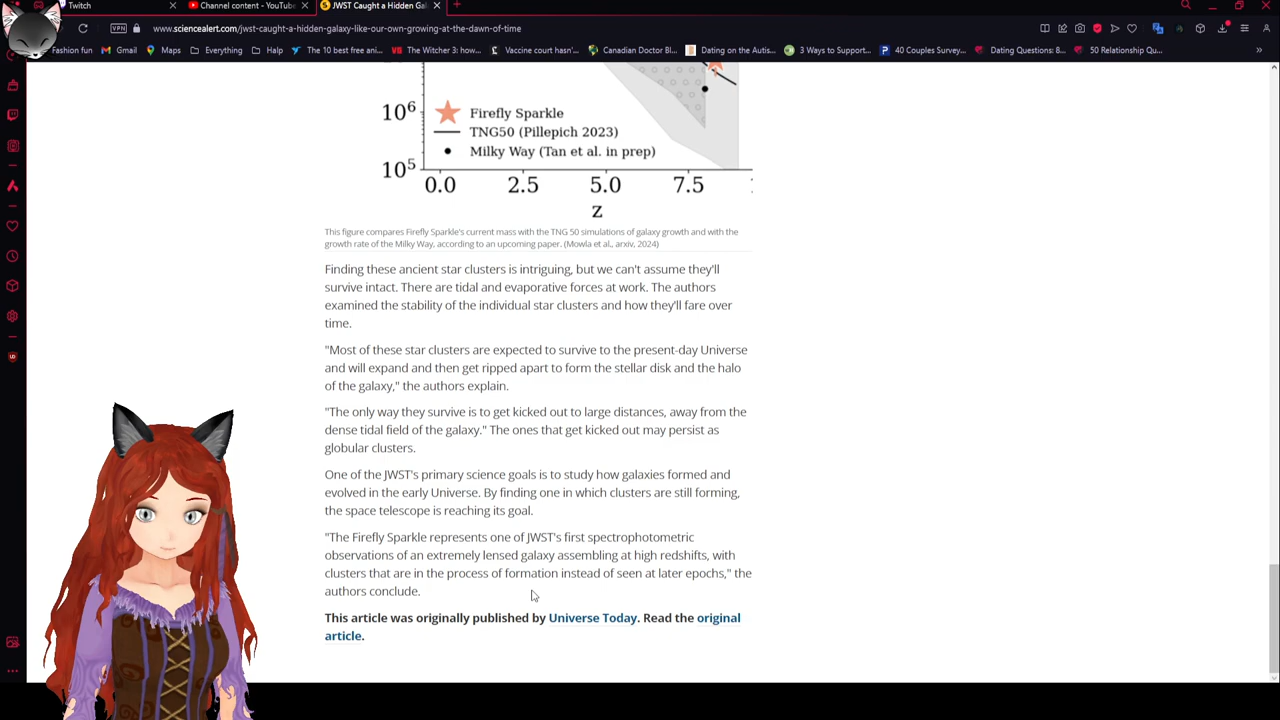 Twitch
Channel content - YouTube
JWST Caught a Hidden Gal
VPN
www.sciencealert.com/jwst-caught-a-hidden-galaxy-like-our-own-growing-at-the-dawn-of-time
Fashion fun
Gmail
Maps
Everything
Halp
The 10 best free ani...
The Witcher 3: how...
Vaccine court hasn'...
Canadian Doctor Bl...
Dating on the Autis...
3 Ways to Support...
40 Couples Survey...
Dating Questions: 8...
50 Relationship Qu...
10⁶
Firefly Sparkle
TNG50 (Pillepich 2023)
Milky Way (Tan et al. in prep)
10⁵
0.0 2.5 5.0 7.5
z
This figure compares Firefly Sparkle's current mass with the TNG 50 simulations of galaxy growth and with the
growth rate of the Milky Way, according to an upcoming paper. (Mowla et al., arxiv, 2024)
Finding these ancient star clusters is intriguing, but we can't assume they'll
survive intact. There are tidal and evaporative forces at work. The authors
examined the stability of the individual star clusters and how they'll fare over
time.
"Most of these star clusters are expected to survive to the present-day Universe
and will expand and then get ripped apart to form the stellar disk and the halo
of the galaxy," the authors explain.
"The only way they survive is to get kicked out to large distances, away from the
dense tidal field of the galaxy." The ones that get kicked out may persist as
globular clusters.
One of the JWST's primary science goals is to study how galaxies formed and
evolved in the early Universe. By finding one in which clusters are still forming,
the space telescope is reaching its goal.
"The Firefly Sparkle represents one of JWST's first spectrophotometric
observations of an extremely lensed galaxy assembling at high redshifts, with
clusters that are in the process of formation instead of seen at later epochs," the
authors conclude.
This article was originally published by Universe Today. Read the original
article.